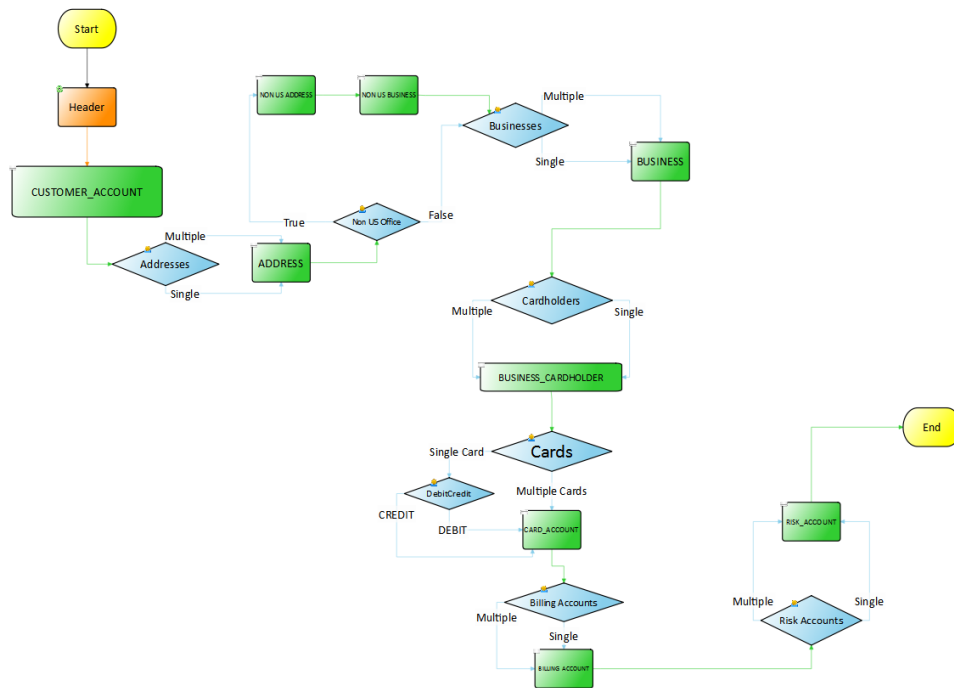 Start
Header
CUSTOMER_ACCOUNT
Addresses
Multiple
Single
ADDRESS
Non US Office
True
False
NON US ADDRESS
NON US BUSINESS
Businesses
Multiple
Single
BUSINESS
Cardholders
Multiple
Single
BUSINESS_CARDHOLDER
Cards
Single Card
Multiple Cards
DebitCredit
CREDIT
DEBIT
CARD_ACCOUNT
Billing Accounts
Multiple
Single
BILLING ACCOUNT
Risk Accounts
Multiple
Single
RISK_ACCOUNT
End